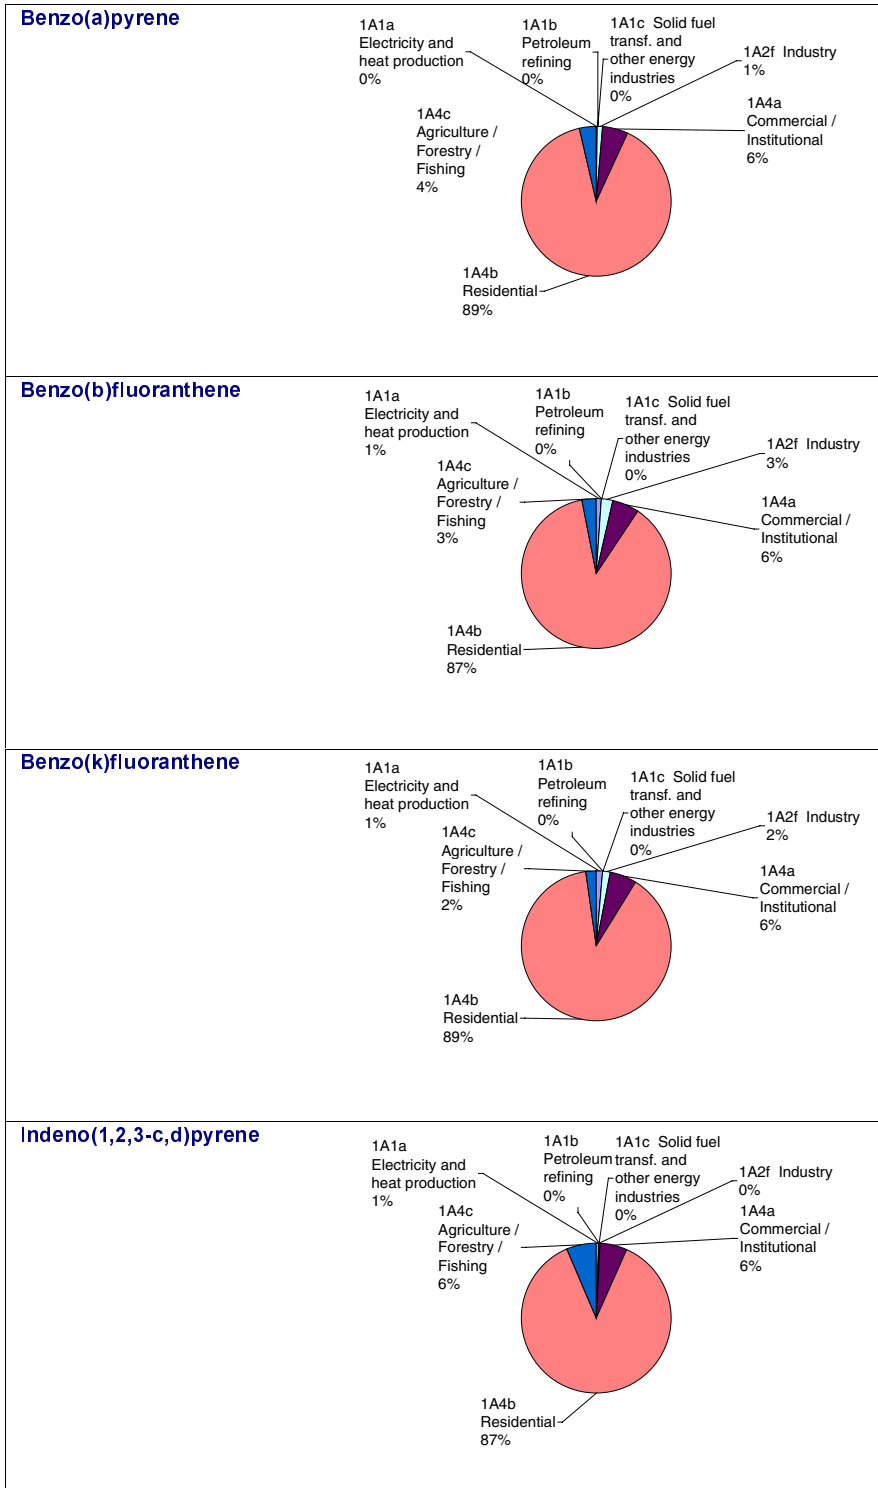 Benzo(a)pyrene
1A1a
Electricity and
heat production
0%
1A1b
Petroleum
refining
0%
1A1c  Solid fuel
transf. and
other energy
industries
0%
1A2f  Industry
1%
1A4a
Commercial /
Institutional
6%
1A4c
Agriculture /
Forestry /
Fishing
4%
1A4b
Residential
89%
Benzo(b)fluoranthene
1A1a
Electricity and
heat production
1%
1A1b
Petroleum
refining
0%
1A1c  Solid fuel
transf. and
other energy
industries
0%
1A2f  Industry
3%
1A4a
Commercial /
Institutional
6%
1A4c
Agriculture /
Forestry /
Fishing
3%
1A4b
Residential
87%
Benzo(k)fluoranthene
1A1a
Electricity and
heat production
1%
1A1b
Petroleum
refining
0%
1A1c  Solid fuel
transf. and
other energy
industries
0%
1A2f  Industry
2%
1A4a
Commercial /
Institutional
6%
1A4c
Agriculture /
Forestry /
Fishing
2%
1A4b
Residential
89%
Indeno(1,2,3-c,d)pyrene
1A1a
Electricity and
heat production
1%
1A1b
Petroleum
refining
0%
1A1c  Solid fuel
transf. and
other energy
industries
0%
1A2f  Industry
0%
1A4a
Commercial /
Institutional
6%
1A4c
Agriculture /
Forestry /
Fishing
6%
1A4b
Residential
87%